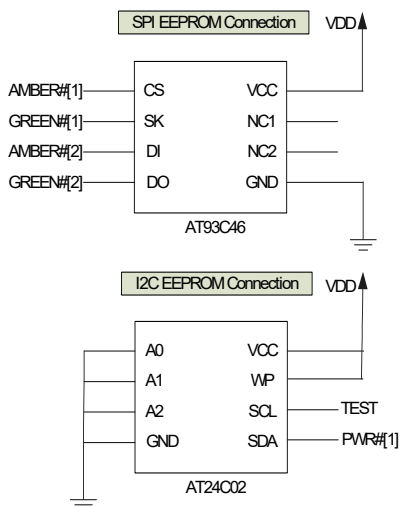 SPI EEPROM Connection VDD
AMBER#[1] CS VCC
GREEN#[1] SK NC1
AMBER#[2] DI NC2
GREEN#[2] DO GND
AT93C46
I2C EEPROM Connection VDD
A0 VCC
A1 WP
A2 SCL TEST
GND SDA PWR#[1]
AT24C02